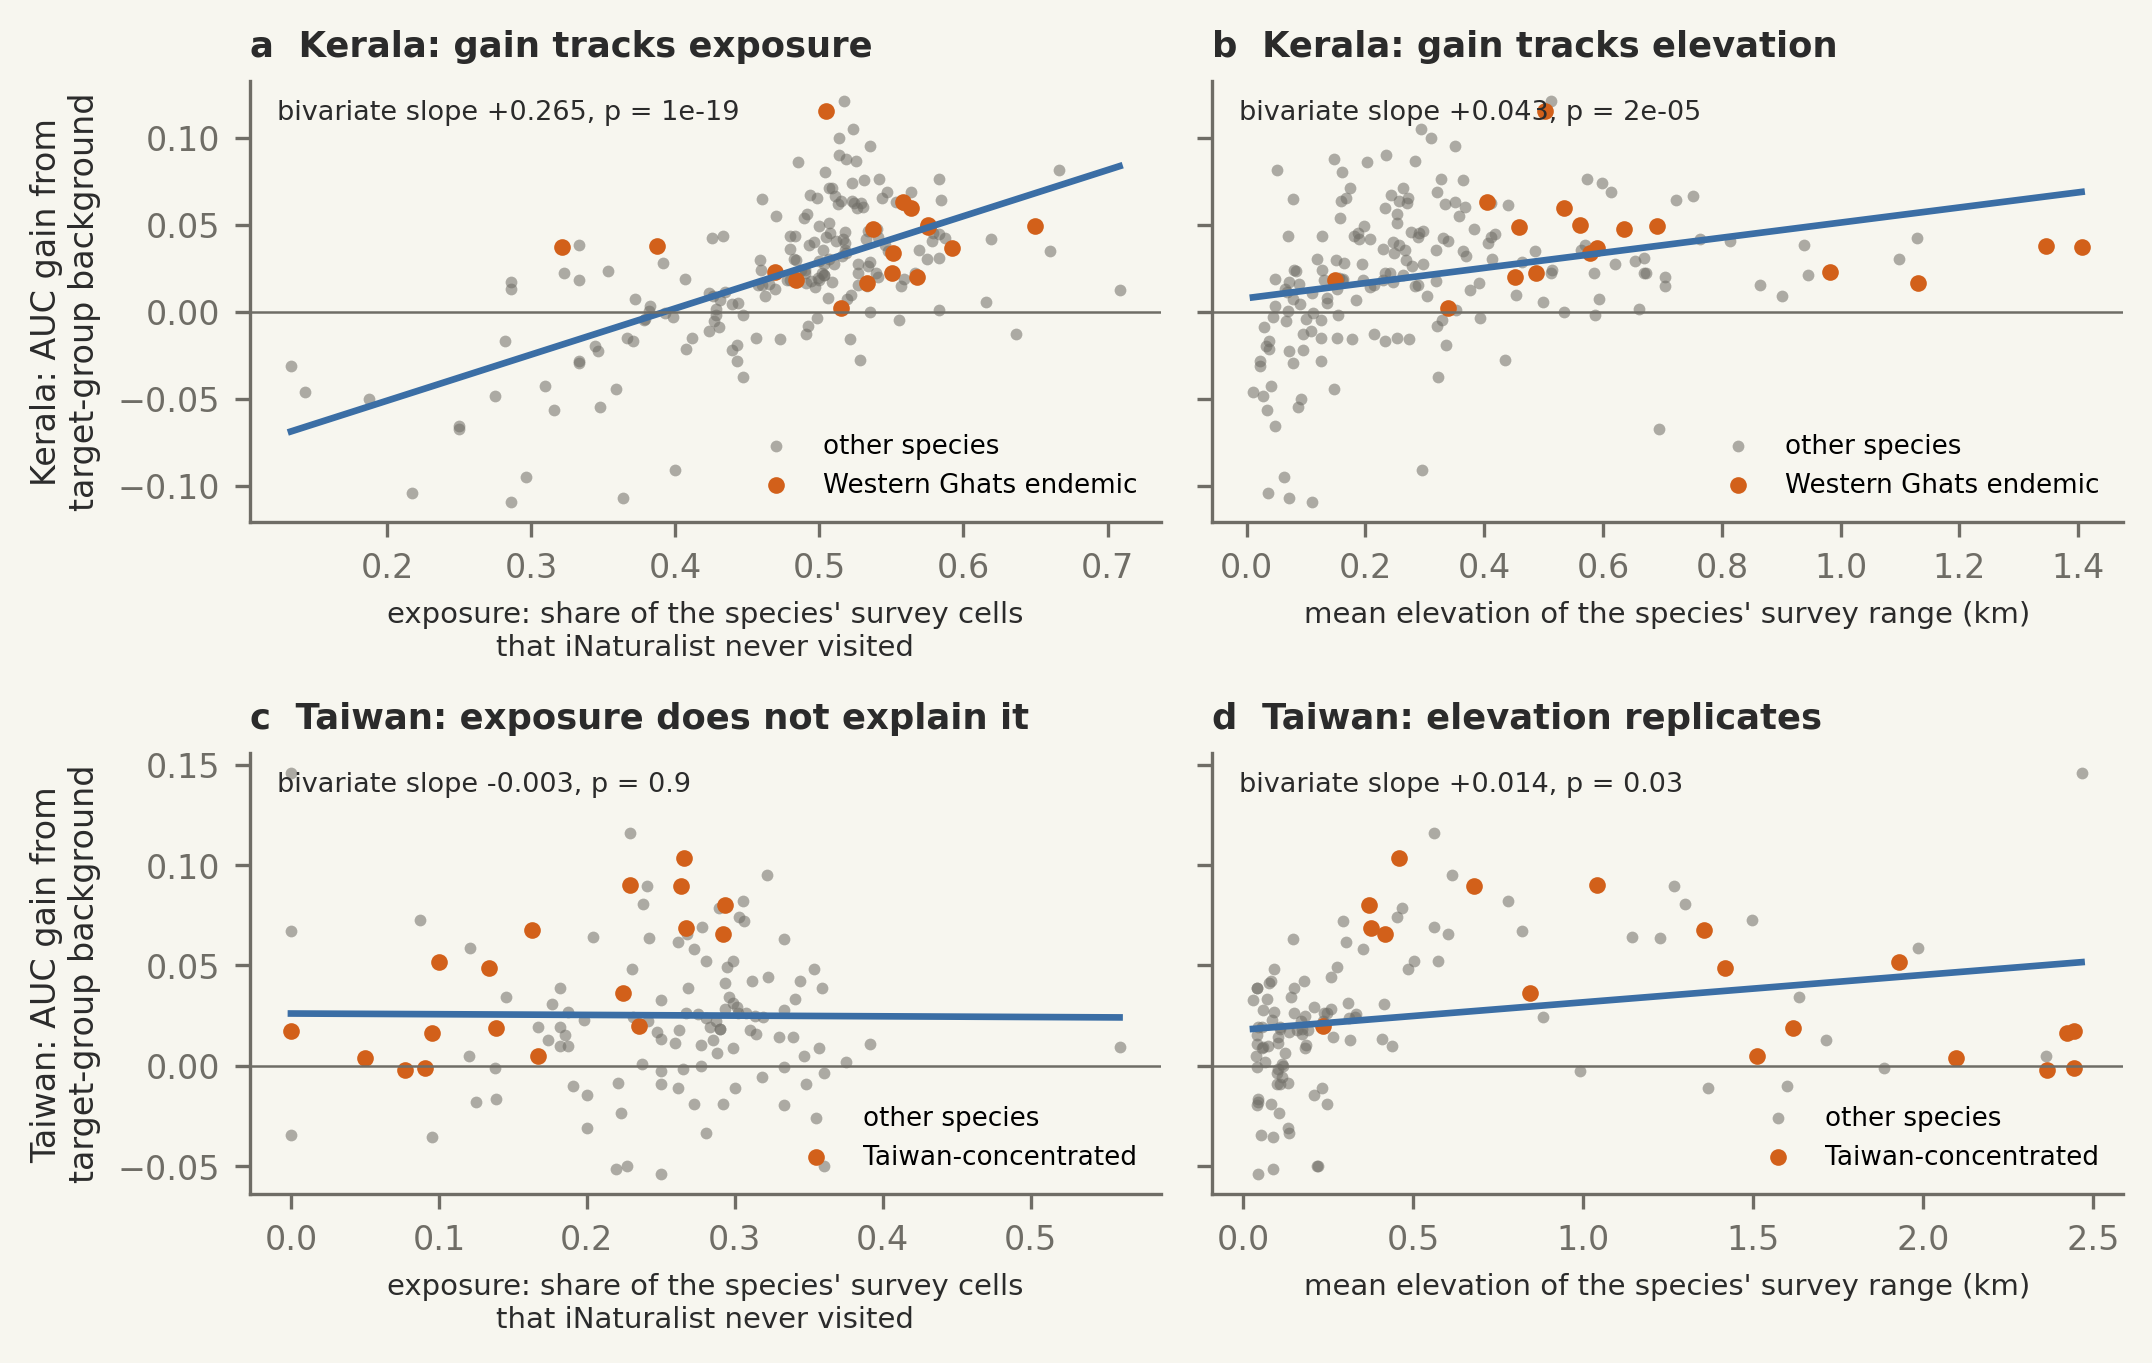 a Kerala: gain tracks exposure
bivariate slope +0.265, p = 1e-19
Kerala: AUC gain from
target-group background
0.10
0.05
0.00
−0.05
−0.10
other species
Western Ghats endemic
0.2 0.3 0.4 0.5 0.6 0.7
exposure: share of the species' survey cells
that iNaturalist never visited
b Kerala: gain tracks elevation
bivariate slope +0.043, p = 2e-05
other species
Western Ghats endemic
0.0 0.2 0.4 0.6 0.8 1.0 1.2 1.4
mean elevation of the species' survey range (km)
c Taiwan: exposure does not explain it
bivariate slope -0.003, p = 0.9
Taiwan: AUC gain from
target-group background
0.15
0.10
0.05
0.00
−0.05
other species
Taiwan-concentrated
0.0 0.1 0.2 0.3 0.4 0.5
exposure: share of the species' survey cells
that iNaturalist never visited
d Taiwan: elevation replicates
bivariate slope +0.014, p = 0.03
other species
Taiwan-concentrated
0.0 0.5 1.0 1.5 2.0 2.5
mean elevation of the species' survey range (km)